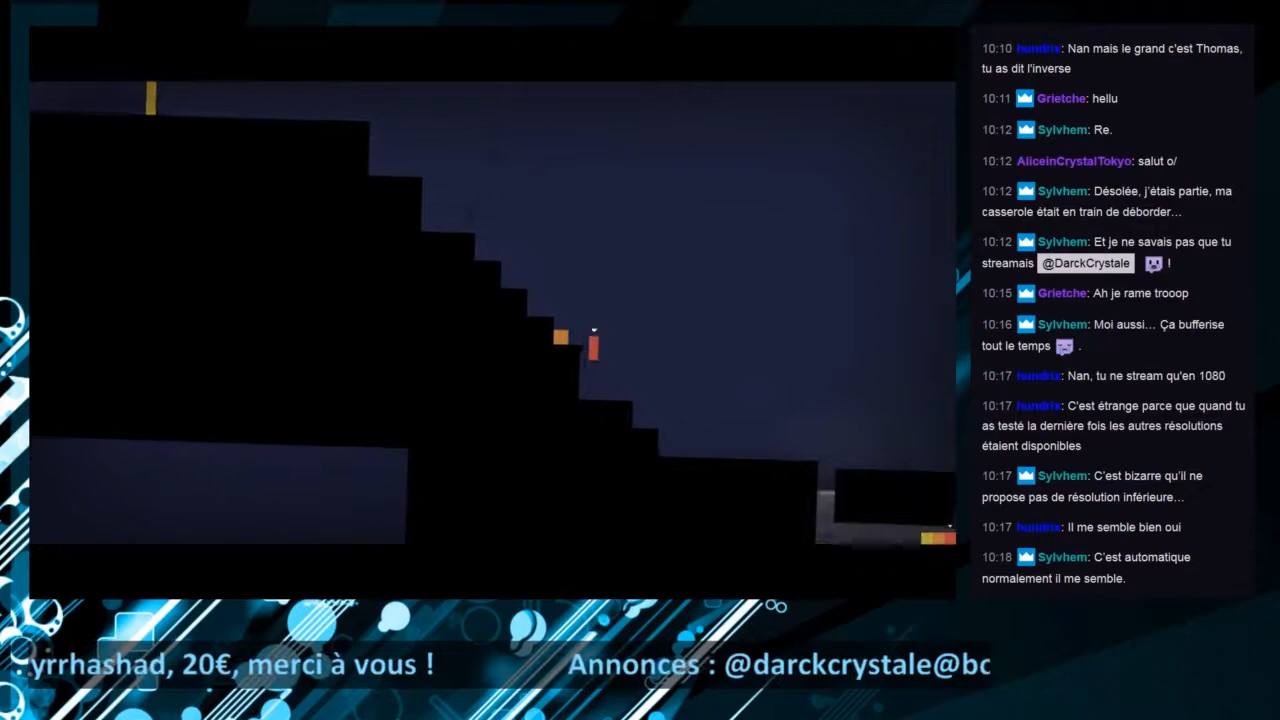 10:10 hundrix: Nan mais le grand c'est Thomas,
tu as dit l'inverse
10:11 Grietche: hellu
10:12 Sylvhem: Re.
10:12 AliceinCrystalTokyo: salut o/
10:12 Sylvhem: Désolée, j’étais partie, ma
casserole était en train de déborder…
10:12 Sylvhem: Et je ne savais pas que tu
streamais @DarckCrystale !
10:15 Grietche: Ah je rame trooop
10:16 Sylvhem: Moi aussi… Ça bufferise
tout le temps .
10:17 hundrix: Nan, tu ne stream qu'en 1080
10:17 hundrix: C'est étrange parce que quand tu
as testé la dernière fois les autres résolutions
étaient disponibles
10:17 Sylvhem: C’est bizarre qu’il ne
propose pas de résolution inférieure…
10:17 hundrix: Il me semble bien oui
10:18 Sylvhem: C’est automatique
normalement il me semble.
yrrhashad, 20€, merci à vous ! Annonces : @darckcrystale@bc